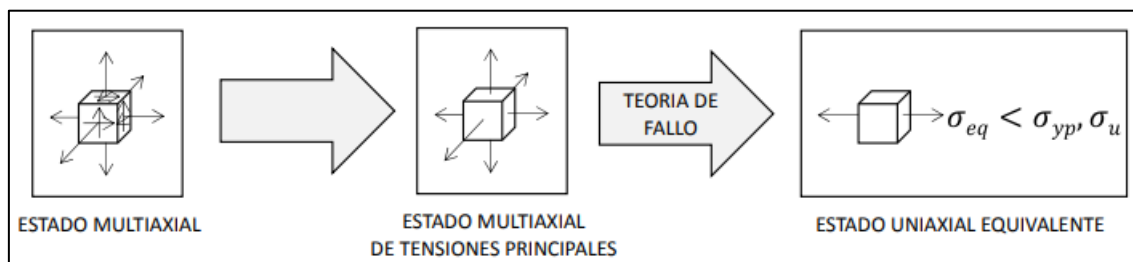 TEORIA DE
FALLO
σ_eq < σ_yp, σ_u
ESTADO MULTIAXIAL
ESTADO MULTIAXIAL
DE TENSIONES PRINCIPALES
ESTADO UNIAXIAL EQUIVALENTE